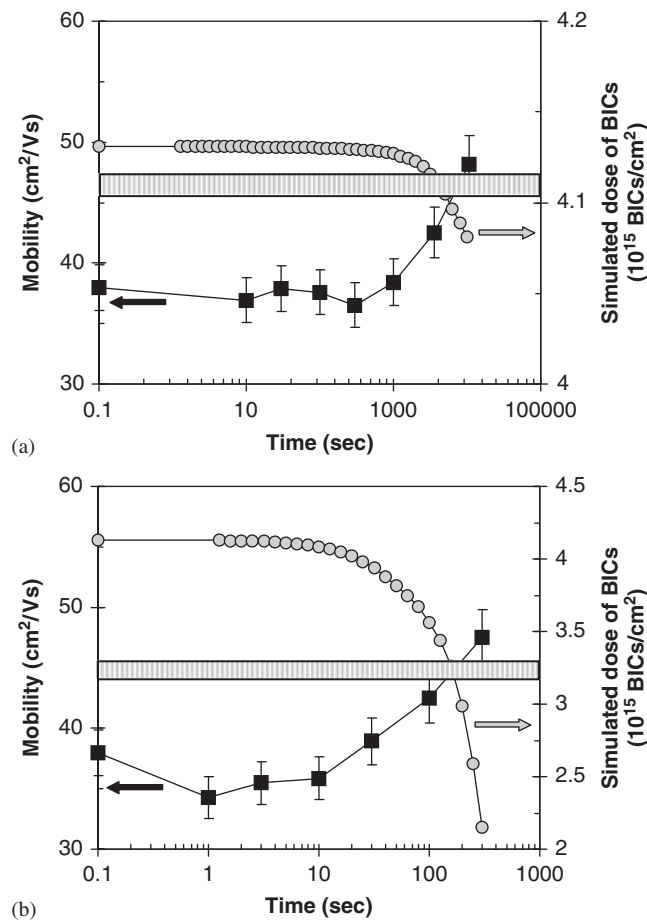 60
50
40
30
Mobility (cm²/Vs)
4.2
4.1
4
Simulated dose of BICs
(10¹⁵ BICs/cm²)
0.1
10
1000
100000
Time (sec)
(a)
60
50
40
30
Mobility (cm²/Vs)
4.5
4
3.5
3
2.5
2
Simulated dose of BICs
(10¹⁵ BICs/cm²)
0.1
1
10
100
1000
Time (sec)
(b)